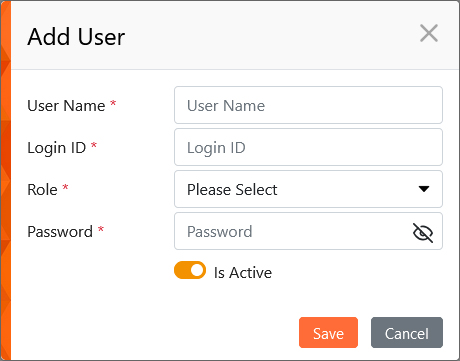 Add User
User Name * User Name
Login ID * Login ID
Role * Please Select
Password * Password
Is Active
Save Cancel